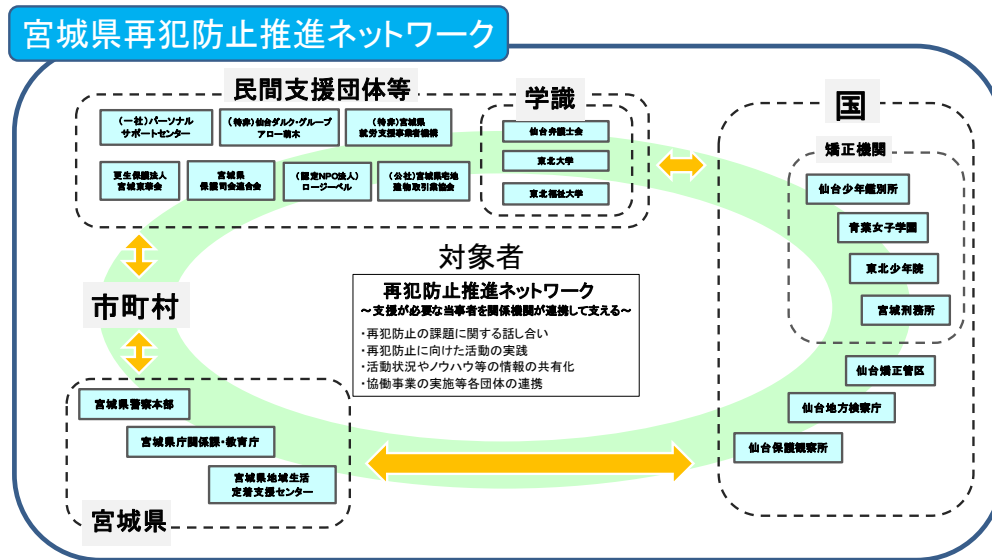 宮城県再犯防止推進ネットワーク
民間支援団体等
(一社)パーソナル
サポートセンター
(特非)仙台ダルク・グループ
アロー萌木
(特非)宮城県
就労支援事業者機構
更生保護法人
宮城東華会
宮城県
保護司会連合会
(認定NPO法人)
ロージーベル
(公社)宮城県宅地
建物取引業協会
学識
仙台弁護士会
東北大学
東北福祉大学
国
矯正機関
仙台少年鑑別所
青葉女子学園
東北少年院
宮城刑務所
仙台矯正管区
仙台地方検察庁
仙台保護観察所
対象者
再犯防止推進ネットワーク
~支援が必要な当事者を関係機関が連携して支える~
・再犯防止の課題に関する話し合い
・再犯防止に向けた活動の実践
・活動状況やノウハウ等の情報の共有化
・協働事業の実施等各団体の連携
市町村
宮城県警察本部
宮城県庁関係課・教育庁
宮城県地域生活
定着支援センター
宮城県